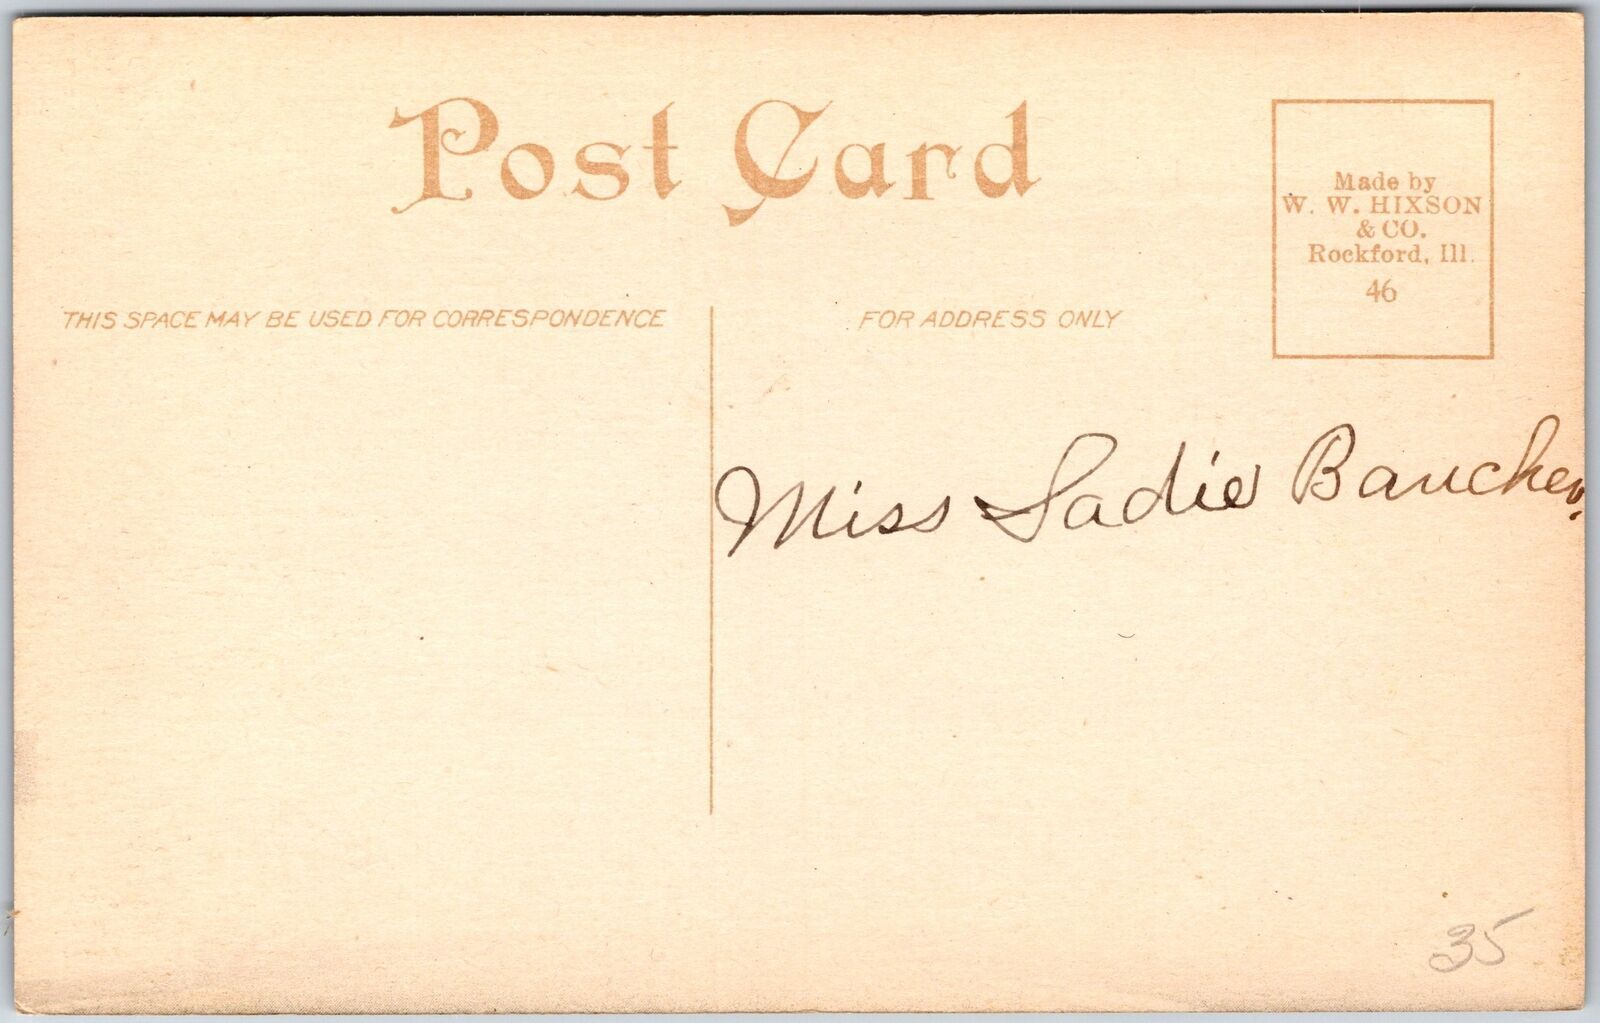 Post Card
Made by
W. W. HIXSON
& CO.
Rockford, Ill.
46
THIS SPACE MAY BE USED FOR CORRESPONDENCE
FOR ADDRESS ONLY
Miss Sadie
35